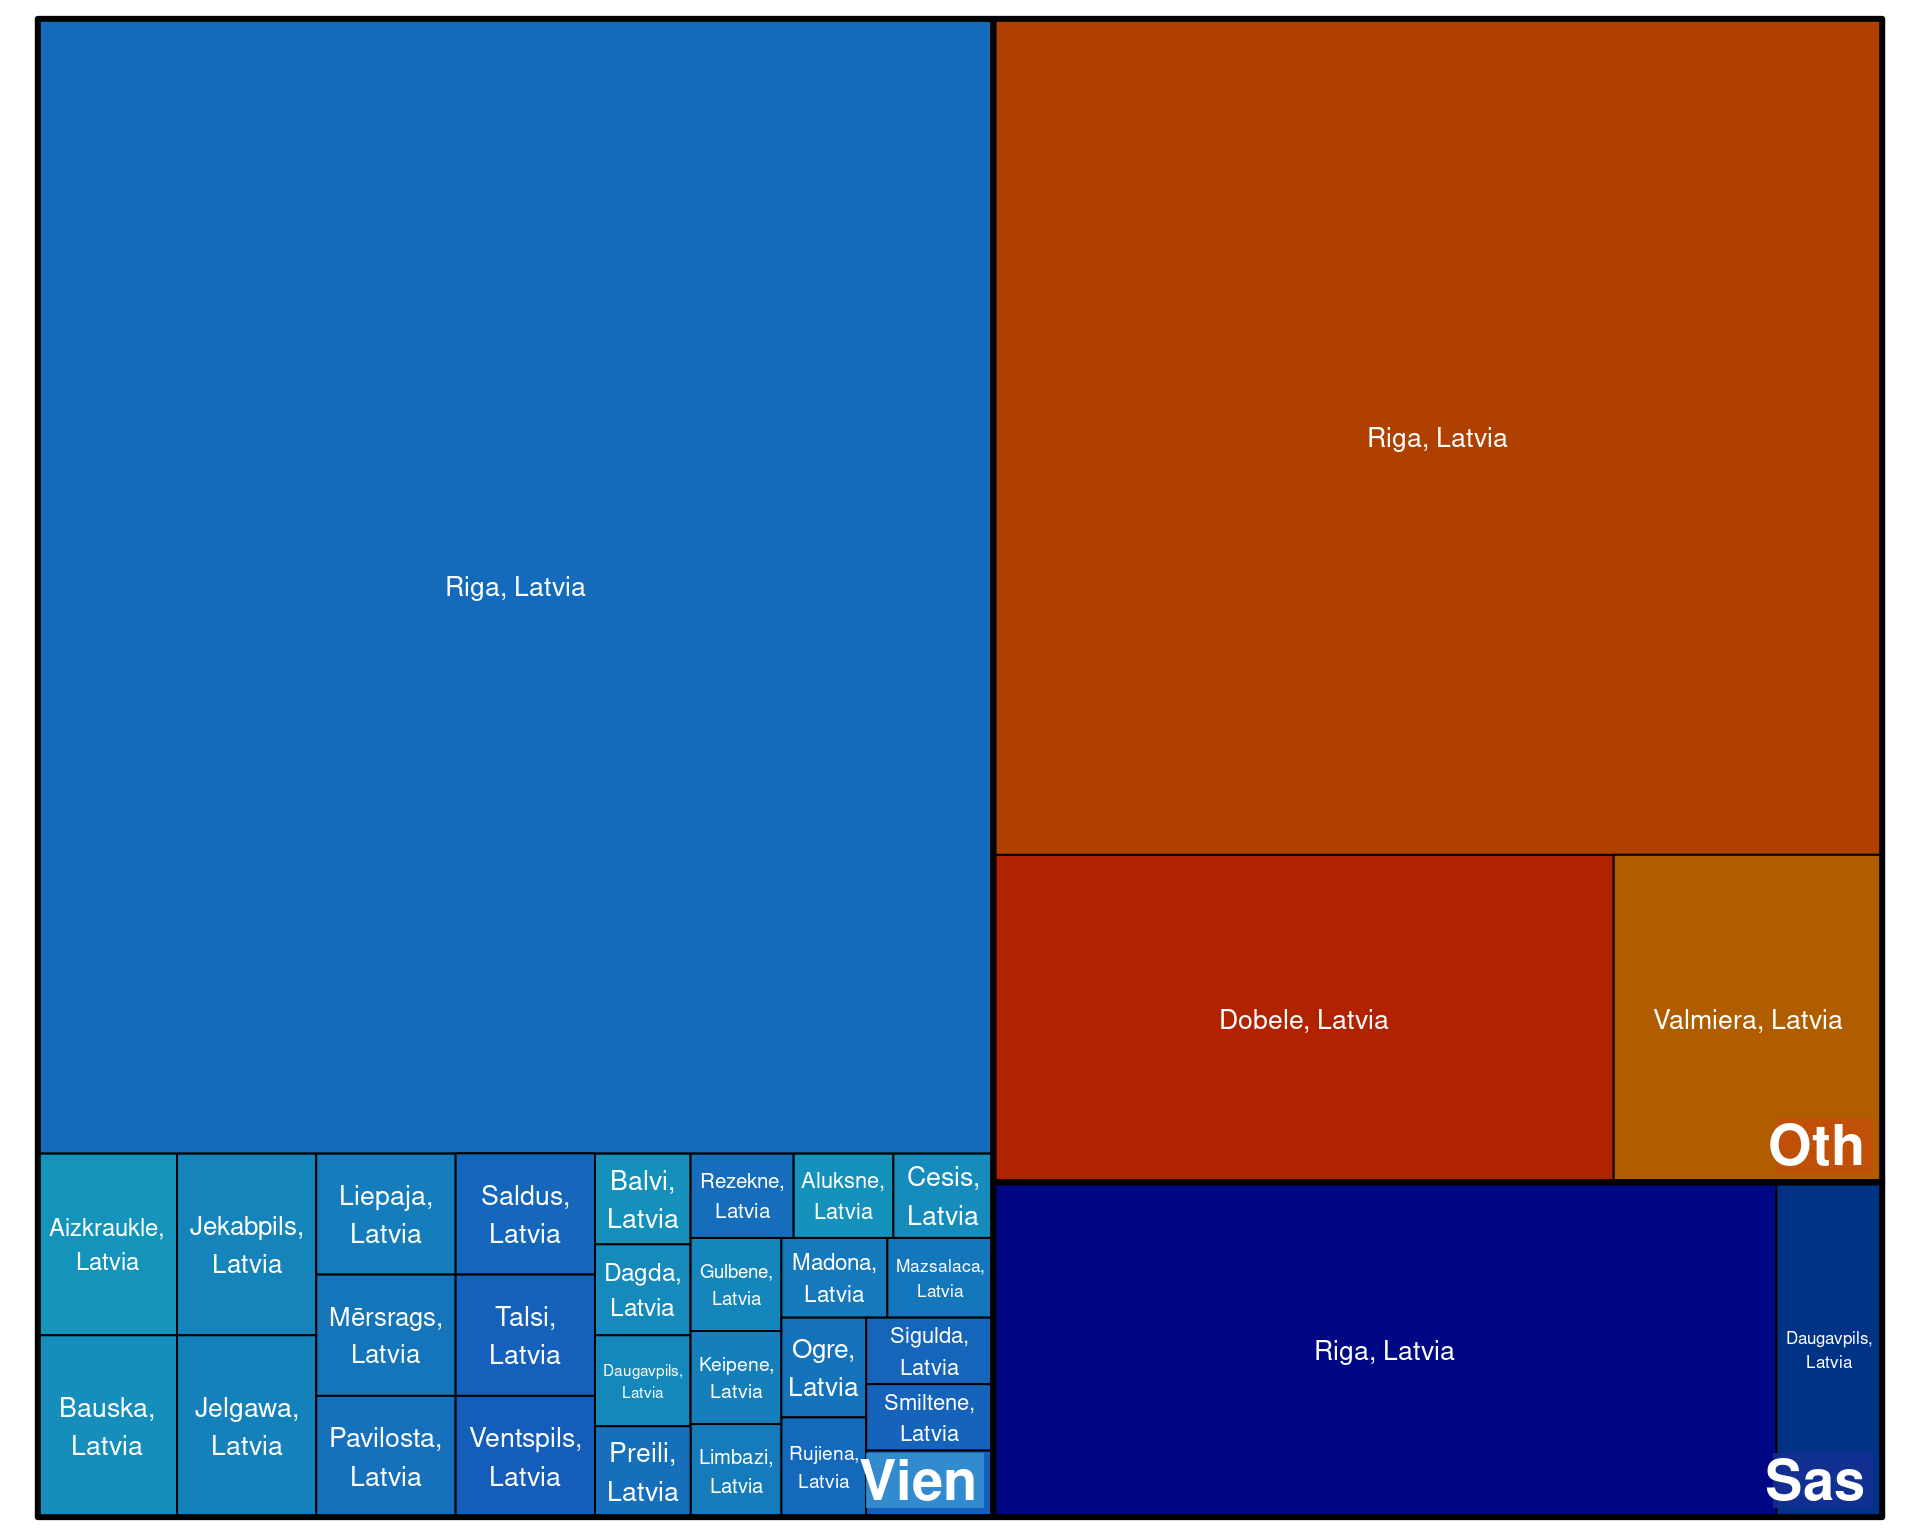 Riga, Latvia
Aizkraukle,
Latvia
Bauska,
Latvia
Jekabpils,
Latvia
Jelgawa,
Latvia
Liepaja,
Latvia
Mērsrags,
Latvia
Pavilosta,
Latvia
Saldus,
Latvia
Talsi,
Latvia
Ventspils,
Latvia
Balvi,
Latvia
Dagda,
Latvia
Daugavpils,
Latvia
Preili,
Latvia
Rezekne,
Latvia
Gulbene,
Latvia
Keipene,
Latvia
Limbazi,
Latvia
Aluksne,
Latvia
Cesis,
Latvia
Madona,
Latvia
Mazsalaca,
Latvia
Ogre,
Latvia
Rujiena,
Latvia
Sigulda,
Latvia
Smiltene,
Latvia
Vien
Riga, Latvia
Dobele, Latvia
Valmiera, Latvia
Oth
Riga, Latvia
Daugavpils,
Latvia
Sas